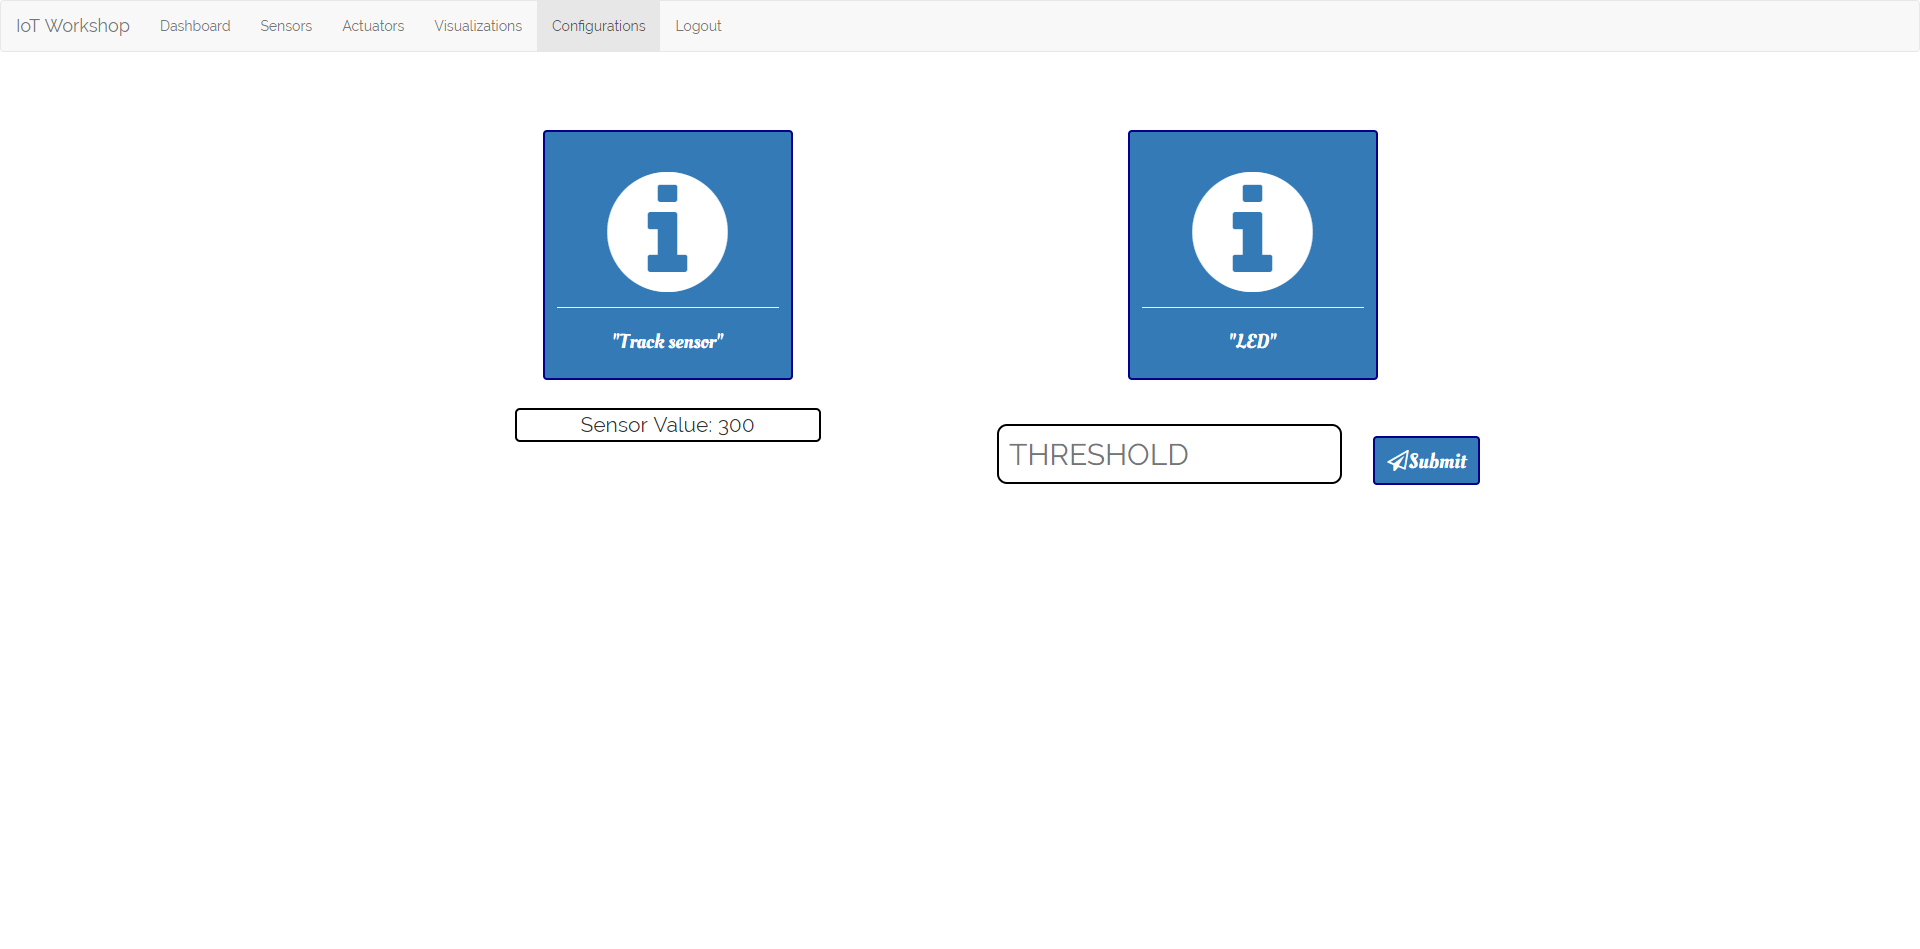 IoT Workshop Dashboard Sensors Actuators Visualizations Configurations Logout
"Track sensor"
"LED"
Sensor Value: 300
THRESHOLD
Submit